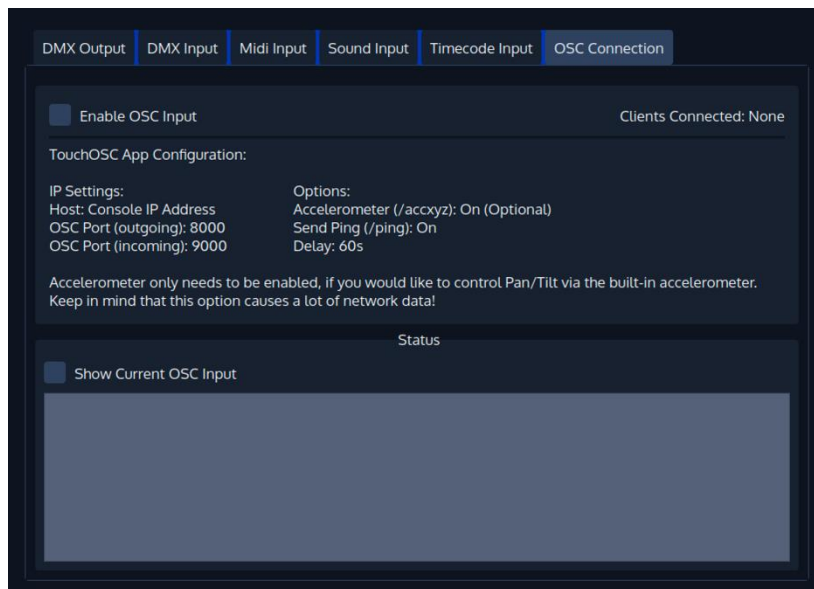 DMX Output DMX Input Midi Input Sound Input Timecode Input OSC Connection
Enable OSC Input Clients Connected: None
TouchOSC App Configuration:
IP Settings: Options:
Host: Console IP Address Accelerometer (/accxyz): On (Optional)
OSC Port (outgoing): 8000 Send Ping (/ping): On
OSC Port (incoming): 9000 Delay: 60s
Accelerometer only needs to be enabled, if you would like to control Pan/Tilt via the built-in accelerometer.
Keep in mind that this option causes a lot of network data!
Status
Show Current OSC Input